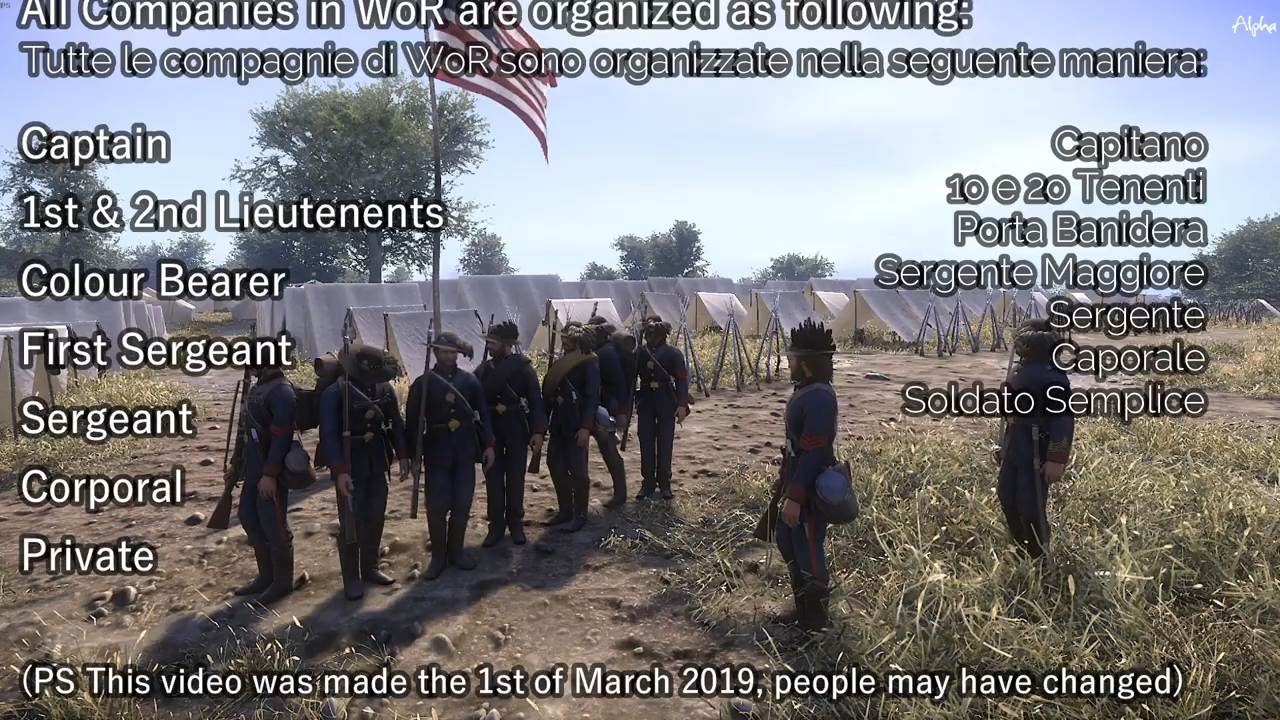 All Companies in WoR are organized as following:
Alpha
Tutte le compagnie di WoR sono organizzate nella seguente maniera:
Captain
1st & 2nd Lieutenents
Colour Bearer
First Sergeant
Sergeant
Corporal
Private
Capitano
1o e 2o Tenenti
Porta Banidera
Sergente Maggiore
Sergente
Caporale
Soldato Semplice
(PS This video was made the 1st of March 2019, people may have changed)